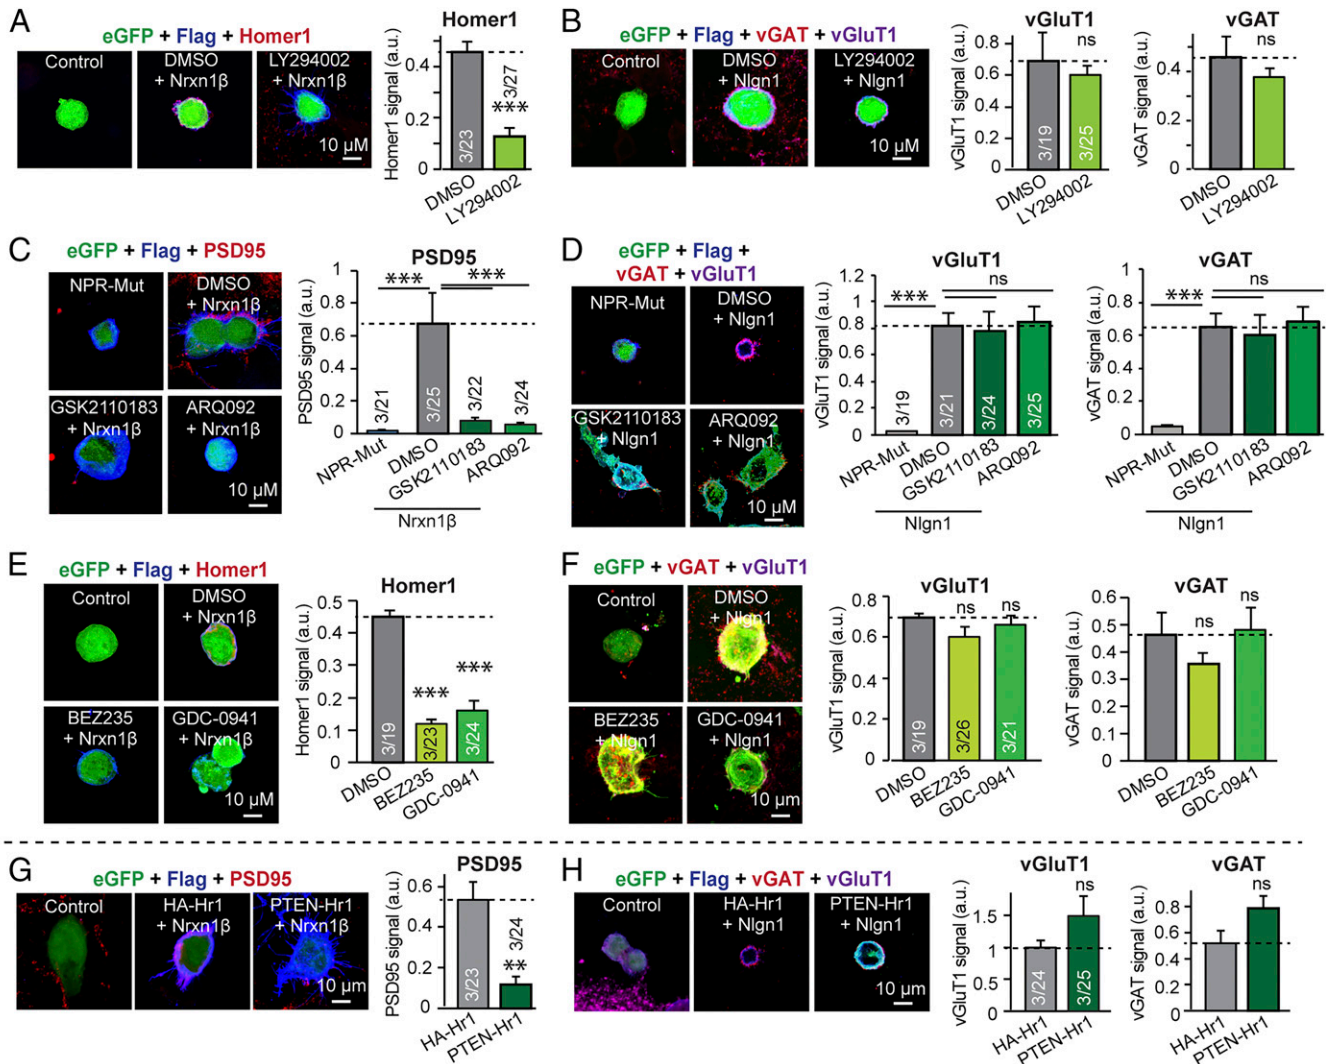 A
eGFP + Flag + Homer1
Control
DMSO
+ Nrxn1β
LY294002
+ Nrxn1β
10 µM
Homer1
Homer1 signal (a.u.)
0.6
0.4
0.2
0
3/23
3/27
***
DMSO
LY294002
B
eGFP + Flag + vGAT + vGluT1
Control
DMSO
+ Nlgn1
LY294002
+ Nlgn1
10 µM
vGluT1
vGluT1 signal (a.u.)
0.8
0.6
0.4
0.2
0
ns
3/19
3/25
DMSO
LY294002
vGAT
vGAT signal (a.u.)
0.4
0.2
0
ns
DMSO
LY294002
C
eGFP + Flag + PSD95
NPR-Mut
DMSO
+ Nrxn1β
GSK2110183
+ Nrxn1β
ARQ092
+ Nrxn1β
10 µM
PSD95
PSD95 signal (a.u.)
1
0.8
0.6
0.4
0.2
0
***
***
3/21
3/25
3/22
3/24
NPR-Mut
DMSO
GSK2110183
ARQ092
Nrxn1β
D
eGFP + Flag +
vGAT + vGluT1
NPR-Mut
DMSO
+ Nlgn1
GSK2110183
+ Nlgn1
ARQ092
+ Nlgn1
10 µM
vGluT1
vGluT1 signal (a.u.)
1.2
1
0.8
0.6
0.4
0.2
0
***
ns
3/19
3/21
3/24
3/25
NPR-Mut
DMSO
GSK2110183
ARQ092
Nlgn1
vGAT
vGAT signal (a.u.)
1
0.8
0.6
0.4
0.2
0
***
ns
NPR-Mut
DMSO
GSK2110183
ARQ092
Nlgn1
E
eGFP + Flag + Homer1
Control
DMSO
+ Nrxn1β
BEZ235
+ Nrxn1β
GDC-0941
+ Nrxn1β
10 µM
Homer1
Homer1 signal (a.u.)
0.5
0.4
0.3
0.2
0.1
0
***
***
3/19
3/23
3/24
DMSO
BEZ235
GDC-0941
F
eGFP + vGAT + vGluT1
Control
DMSO
+ Nlgn1
BEZ235
+ Nlgn1
GDC-0941
+ Nlgn1
10 µm
vGluT1
vGluT1 signal (a.u.)
0.8
0.6
0.4
0.2
0
ns
ns
3/19
3/26
3/21
DMSO
BEZ235
GDC-0941
vGAT
vGAT signal (a.u.)
0.6
0.5
0.4
0.3
0.2
0.1
0
ns
ns
DMSO
BEZ235
GDC-0941
G
eGFP + Flag + PSD95
Control
HA-Hr1
+ Nrxn1β
PTEN-Hr1
+ Nrxn1β
10 µm
PSD95
PSD95 signal (a.u.)
0.6
0.4
0.2
0
3/23
3/24
**
HA-Hr1
PTEN-Hr1
H
eGFP + Flag + vGAT + vGluT1
Control
HA-Hr1
+ Nlgn1
PTEN-Hr1
+ Nlgn1
10 µm
vGluT1
vGluT1 signal (a.u.)
1.5
1
0.5
0
ns
3/24
3/25
HA-Hr1
PTEN-Hr1
vGAT
vGAT signal (a.u.)
0.8
0.6
0.4
0.2
0
ns
HA-Hr1
PTEN-Hr1